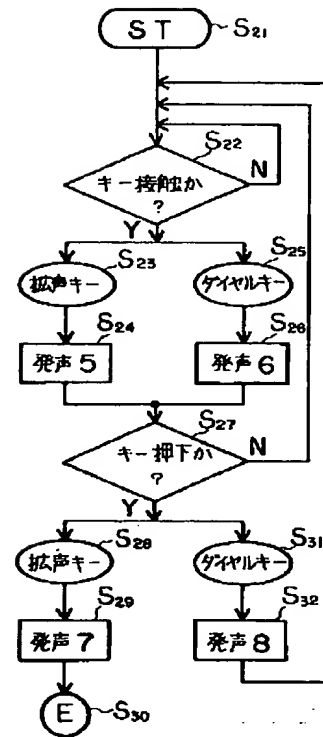 ST
S21
S22
キー接触か
?
N
Y
S23
拡声キー
S25
ダイヤルキー
S24
発声5
S26
発声6
S27
キー押下か
?
N
Y
S28
拡声キー
S31
ダイヤルキー
S29
発声7
S32
発声8
E
S30